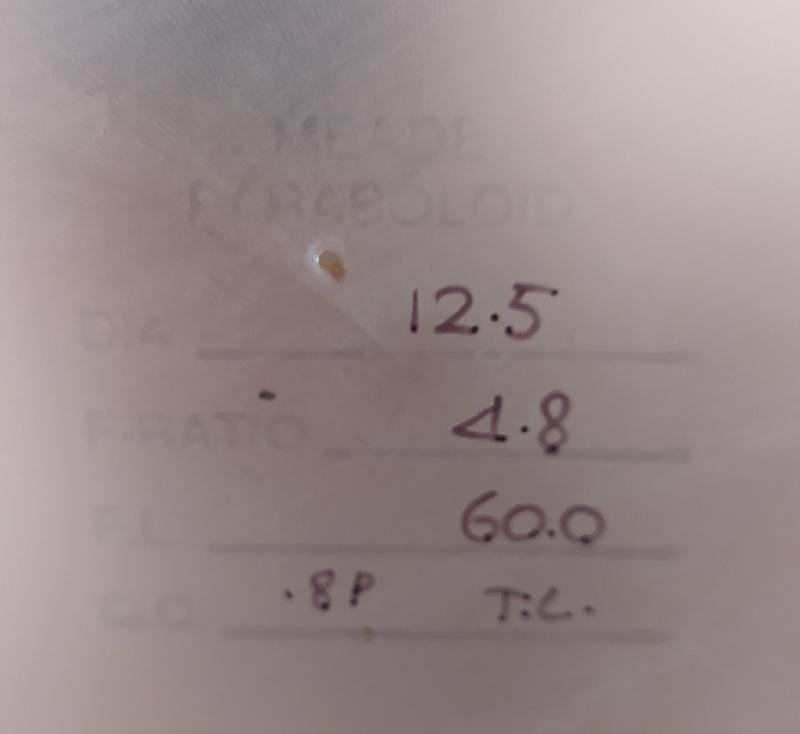 MEADE
PARABOLOID
DIA. 12.5
F-RATIO 4.8
F.L. 60.0
Q.C. .8P T.C.